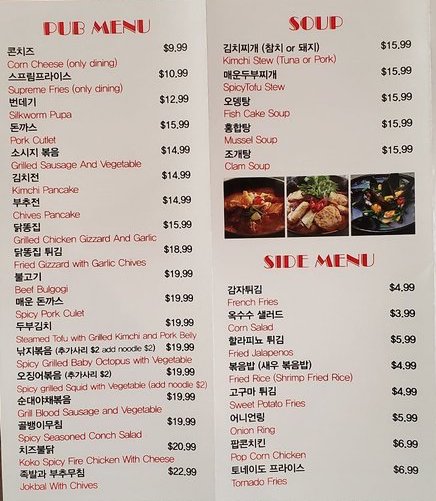 PUB MENU
콘치즈 $9,99
Corn Cheese (only dining)
스프림프라이스 $10,99
Supreme Fries (only dining)
번데기 $12,99
Silkworm Pupa
돈까스 $15,99
Pork Cutlet
소시지 볶음 $14,99
Grilled Sausage And Vegetable
김치전 $14,99
Kimchi Pancake
부추전 $14,99
Chives Pancake
닭똥집 $15,99
Grilled Chicken Gizzard And Garlic
닭똥집 튀김 $18.99
Fried Gizzard with Garlic Chives
불고기 $19,99
Beef Bulgogi
매운 돈까스 $19,99
Spicy Pork Culet
두부김치 $19,99
Steamed Tofu with Grilled Kimchi and Pork Belly
낚지볶음 (추가사리 $2 add noodle $2) $19,99
Spicy Grilled Baby Octopus with Vegetable
오징어볶음 (추가사리 $2) $19,99
Spicy grilled Squid with Vegetable (add noodle $2)
순대야채볶음 $19,99
Grill Blood Sausage and Vegetable
골뱅이무침 $19,99
Spicy Seasoned Conch Salad
치즈불닭 $20,99
Koko Spicy Fire Chicken With Cheese
족발과 부추무침 $22,99
Jokbal With Chives
SOUP
김치찌개 (참치 or 돼지) $15,99
Kimchi Stew (Tuna or Pork)
매운두부찌개 $15,99
SpicyTofu Stew
오뎅탕 $15,99
Fish Cake Soup
홍합탕 $15,99
Mussel Soup
조개탕 $15,99
Clam Soup
SIDE MENU
감자튀김 $4,99
French Fries
옥수수 샐러드 $3,99
Corn Salad
할라피뇨 튀김 $5,99
Fried Jalapenos
볶음밥 (새우 볶음밥) $4,99
Fried Rice (Shrimp Fried Rice)
고구마 튀김 $4,99
Sweet Potato Fries
어니언링 $5,99
Onion Ring
팝콘치킨 $6,99
Pop Corn Chicken
토네이도 프라이스 $6,99
Tornado Fries